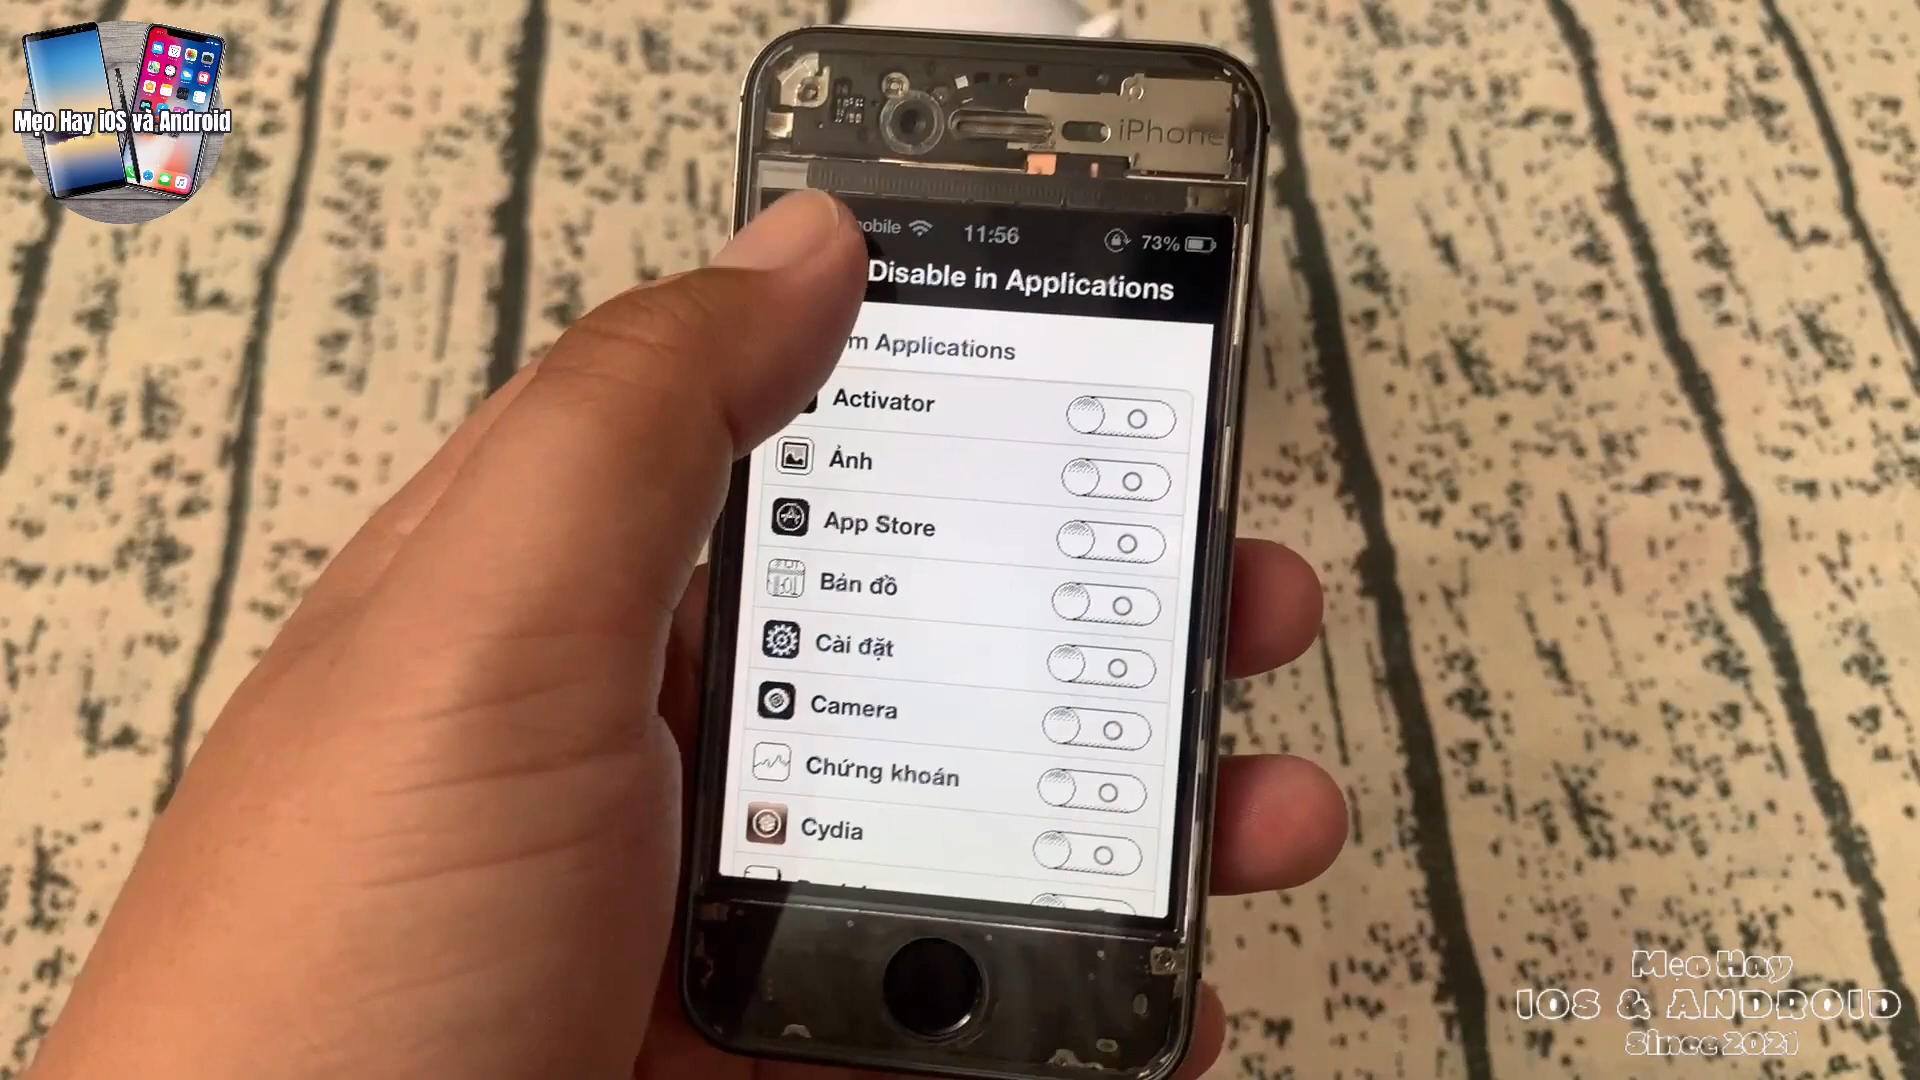 Mẹo Hay iOS và Android
iPhone
11:56
73%
Disable in Applications
Applications
Activator
Ảnh
App Store
Bản đồ
Cài đặt
Camera
Chứng khoán
Cydia
Mẹo Hay
IOS & ANDROID
Since 2021